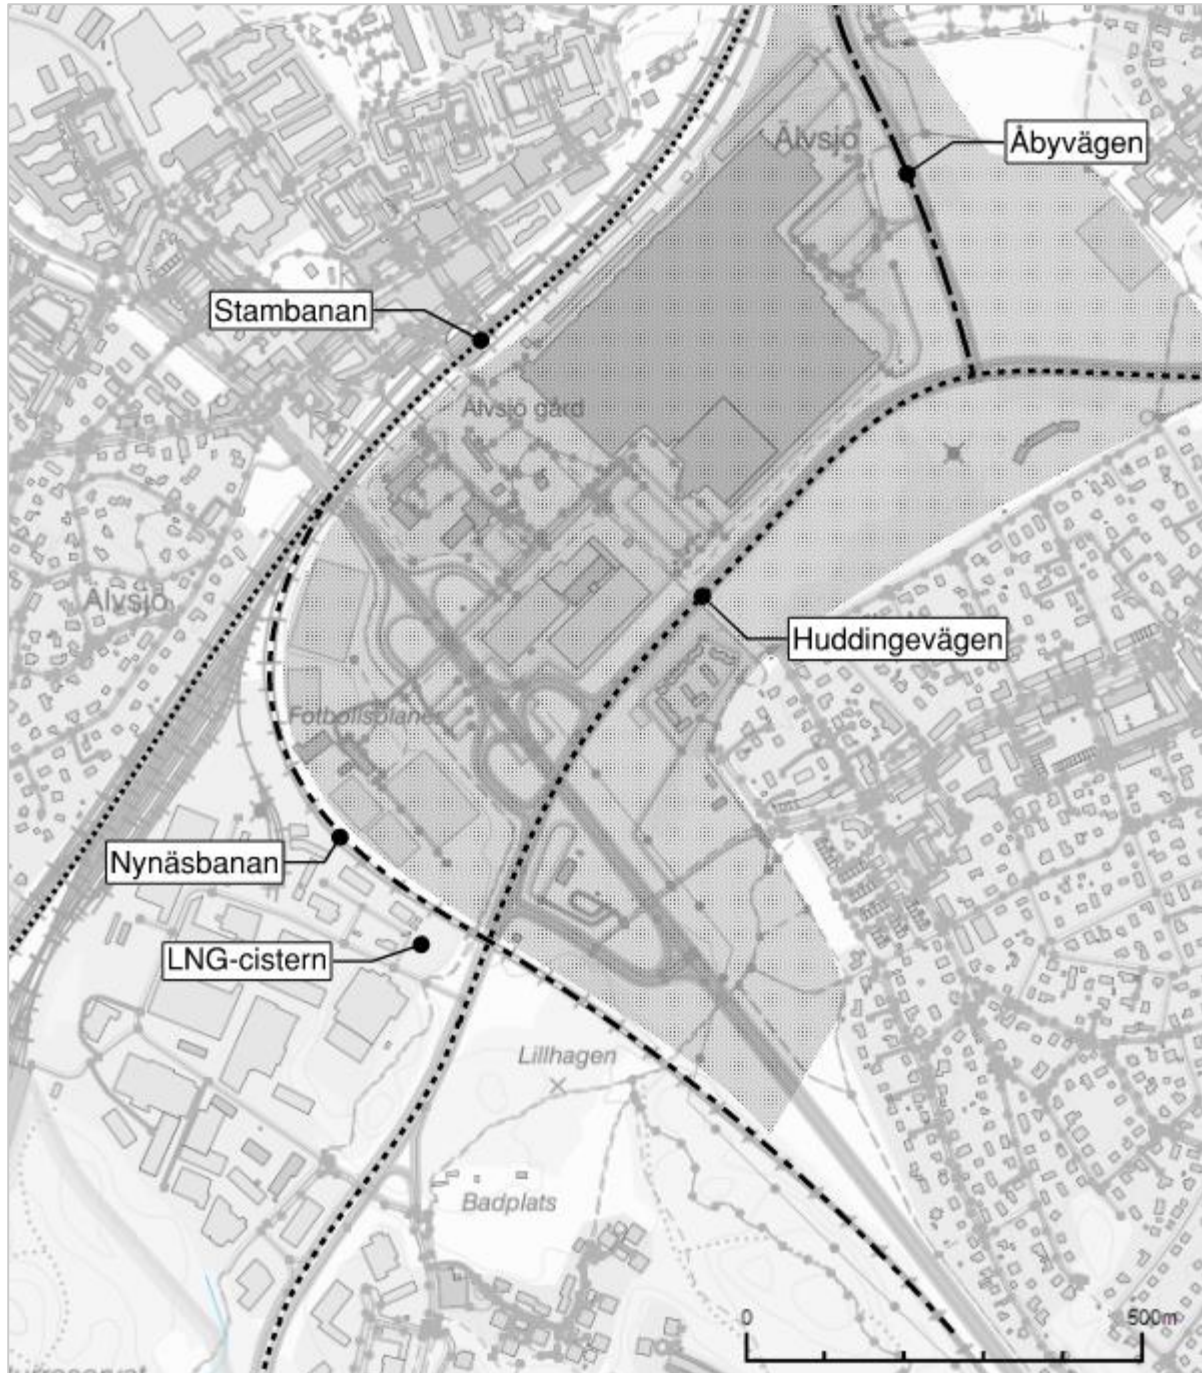 Älvsjö
Åbyvägen
Stambanan
Älvsjö gård
Älvsjö
Huddingevägen
Fotbollsplaner
Nynäsbanan
LNG-cistern
Lillhagen
Badplats
0
500m